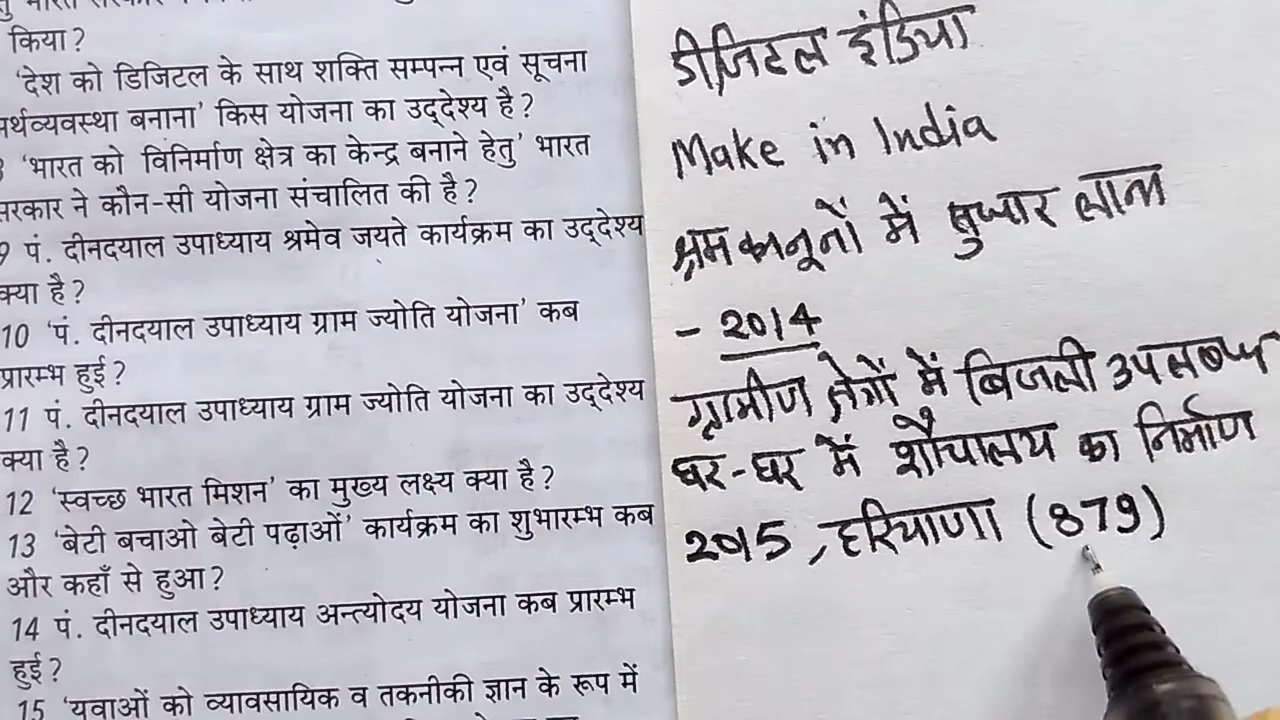 किया?
'देश को डिजिटल के साथ शक्ति सम्पन्न एवं सूचना
र्थव्यवस्था बनाना' किस योजना का उद्देश्य है?
'भारत को विनिर्माण क्षेत्र का केन्द्र बनाने हेतु' भारत
सरकार ने कौन-सी योजना संचालित की है?
9 पं. दीनदयाल उपाध्याय श्रमेव जयते कार्यक्रम का उद्देश्य
क्या है?
10 'पं. दीनदयाल उपाध्याय ग्राम ज्योति योजना' कब
प्रारम्भ हुई?
11 पं. दीनदयाल उपाध्याय ग्राम ज्योति योजना का उद्देश्य
क्या है?
12 'स्वच्छ भारत मिशन' का मुख्य लक्ष्य क्या है?
13 'बेटी बचाओ बेटी पढ़ाओं' कार्यक्रम का शुभारम्भ कब
और कहाँ से हुआ?
14 पं. दीनदयाल उपाध्याय अन्त्योदय योजना कब प्रारम्भ
हुई?
15 'युवाओं को व्यावसायिक व तकनीकी ज्ञान के रूप में
डीजिटल इंडिया
Make in India
श्रम कानूनों में सुधार लाना
- 2014
ग्रामीण क्षेत्रों में बिजली उपलब्ध
घर-घर में शौचालय का निर्माण
2015, हरियाणा (879)